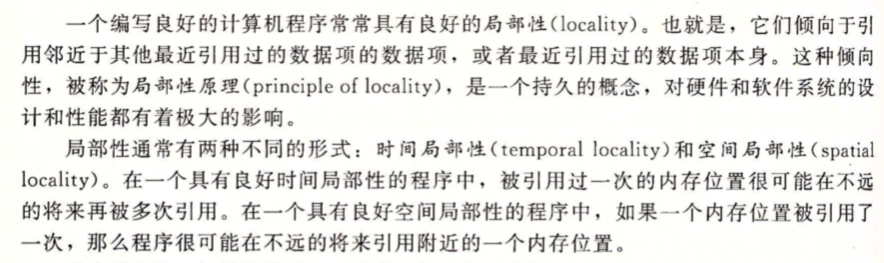 一个编写良好的计算机程序常常具有良好的局部性(locality)。也就是，它们倾向于引
用邻近于其他最近引用过的数据项的数据项，或者最近引用过的数据项本身。这种倾向
性，被称为局部性原理(principle of locality)，是一个持久的概念，对硬件和软件系统的设
计和性能都有着极大的影响。
局部性通常有两种不同的形式：时间局部性(temporal locality)和空间局部性(spatial
locality)。在一个具有良好时间局部性的程序中，被引用过一次的内存位置很可能在不远
的将来再被多次引用。在一个具有良好空间局部性的程序中，如果一个内存位置被引用了
一次，那么程序很可能在不远的将来引用附近的一个内存位置。